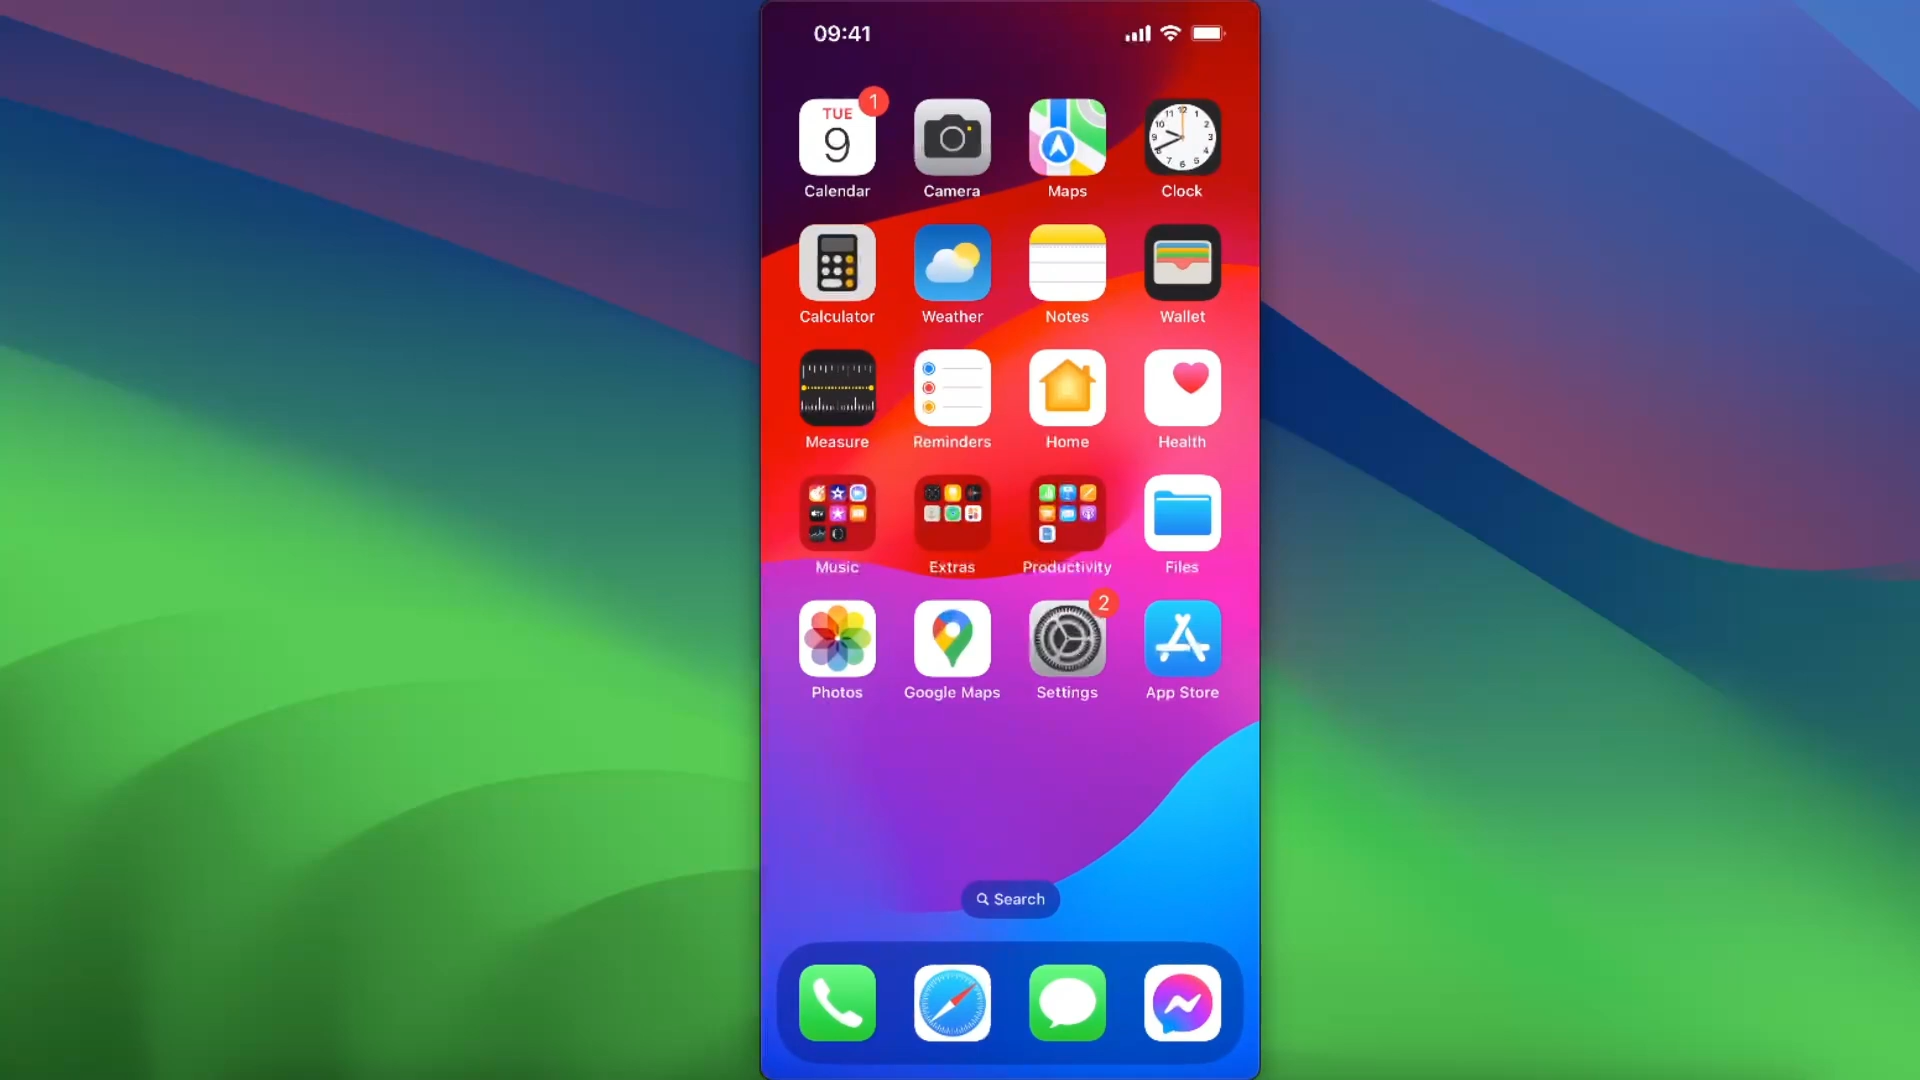 09:41
1
TUE
9
Calendar
Camera
Maps
Clock
Calculator
Weather
Notes
Wallet
Measure
Reminders
Home
Health
Music
Extras
Productivity
Files
2
Photos
Google Maps
Settings
App Store
Search